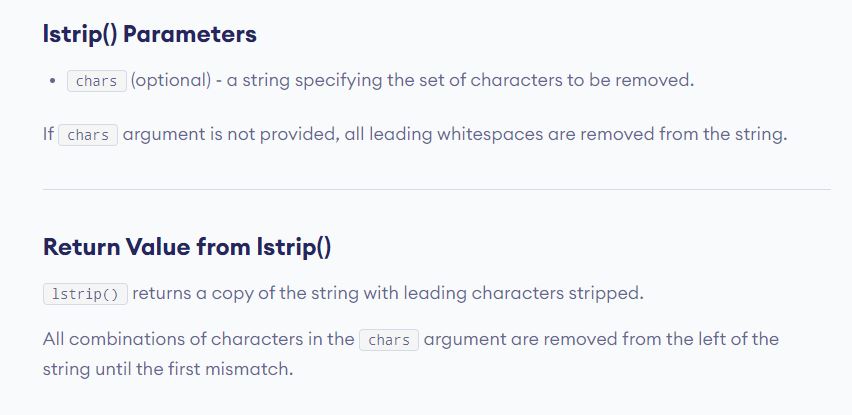 lstrip() Parameters
• chars (optional) - a string specifying the set of characters to be removed.
If chars argument is not provided, all leading whitespaces are removed from the string.
Return Value from lstrip()
lstrip() returns a copy of the string with leading characters stripped.
All combinations of characters in the chars argument are removed from the left of the
string until the first mismatch.